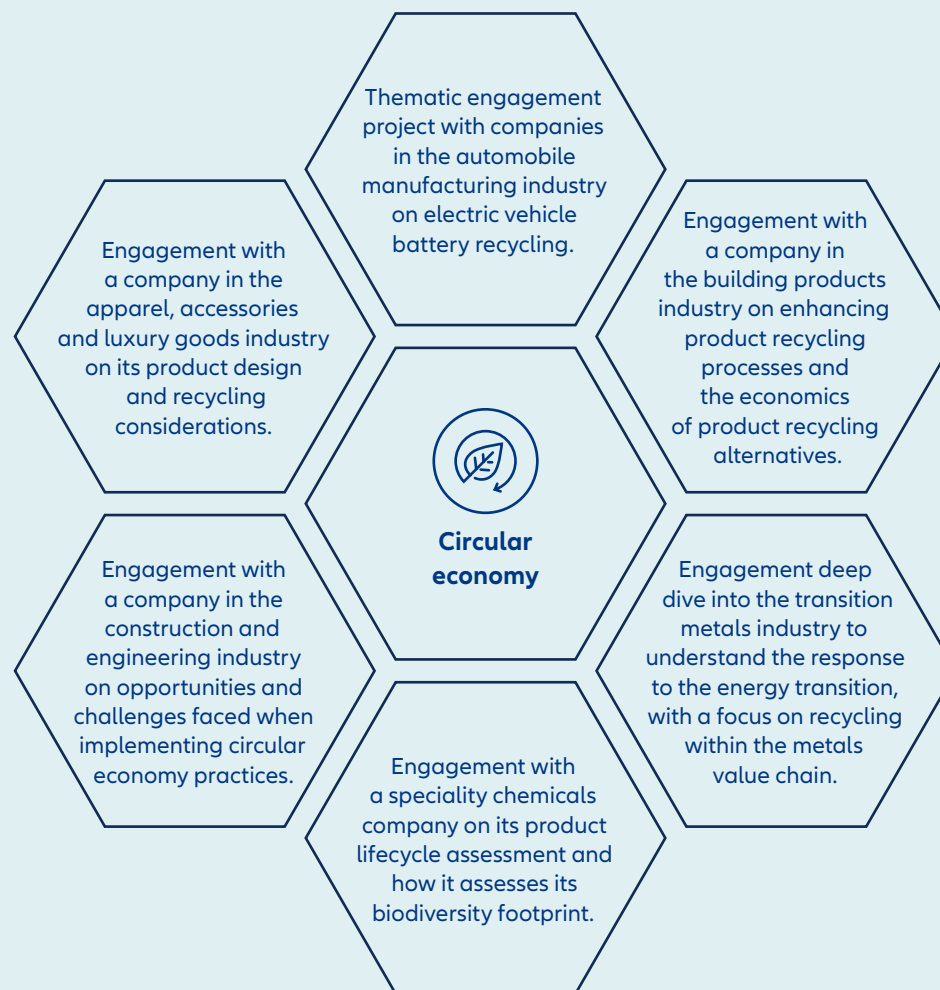 Thematic engagement
project with companies
in the automobile
manufacturing industry
on electric vehicle
battery recycling.
Engagement with
a company in the
apparel, accessories
and luxury goods industry
on its product design
and recycling
considerations.
Engagement with
a company in
the building products
industry on enhancing
product recycling
processes and
the economics
of product recycling
alternatives.
Circular
economy
Engagement with
a company in the
construction and
engineering industry
on opportunities and
challenges faced when
implementing circular
economy practices.
Engagement deep
dive into the transition
metals industry to
understand the response
to the energy transition,
with a focus on recycling
within the metals
value chain.
Engagement with
a speciality chemicals
company on its product
lifecycle assessment and
how it assesses its
biodiversity footprint.